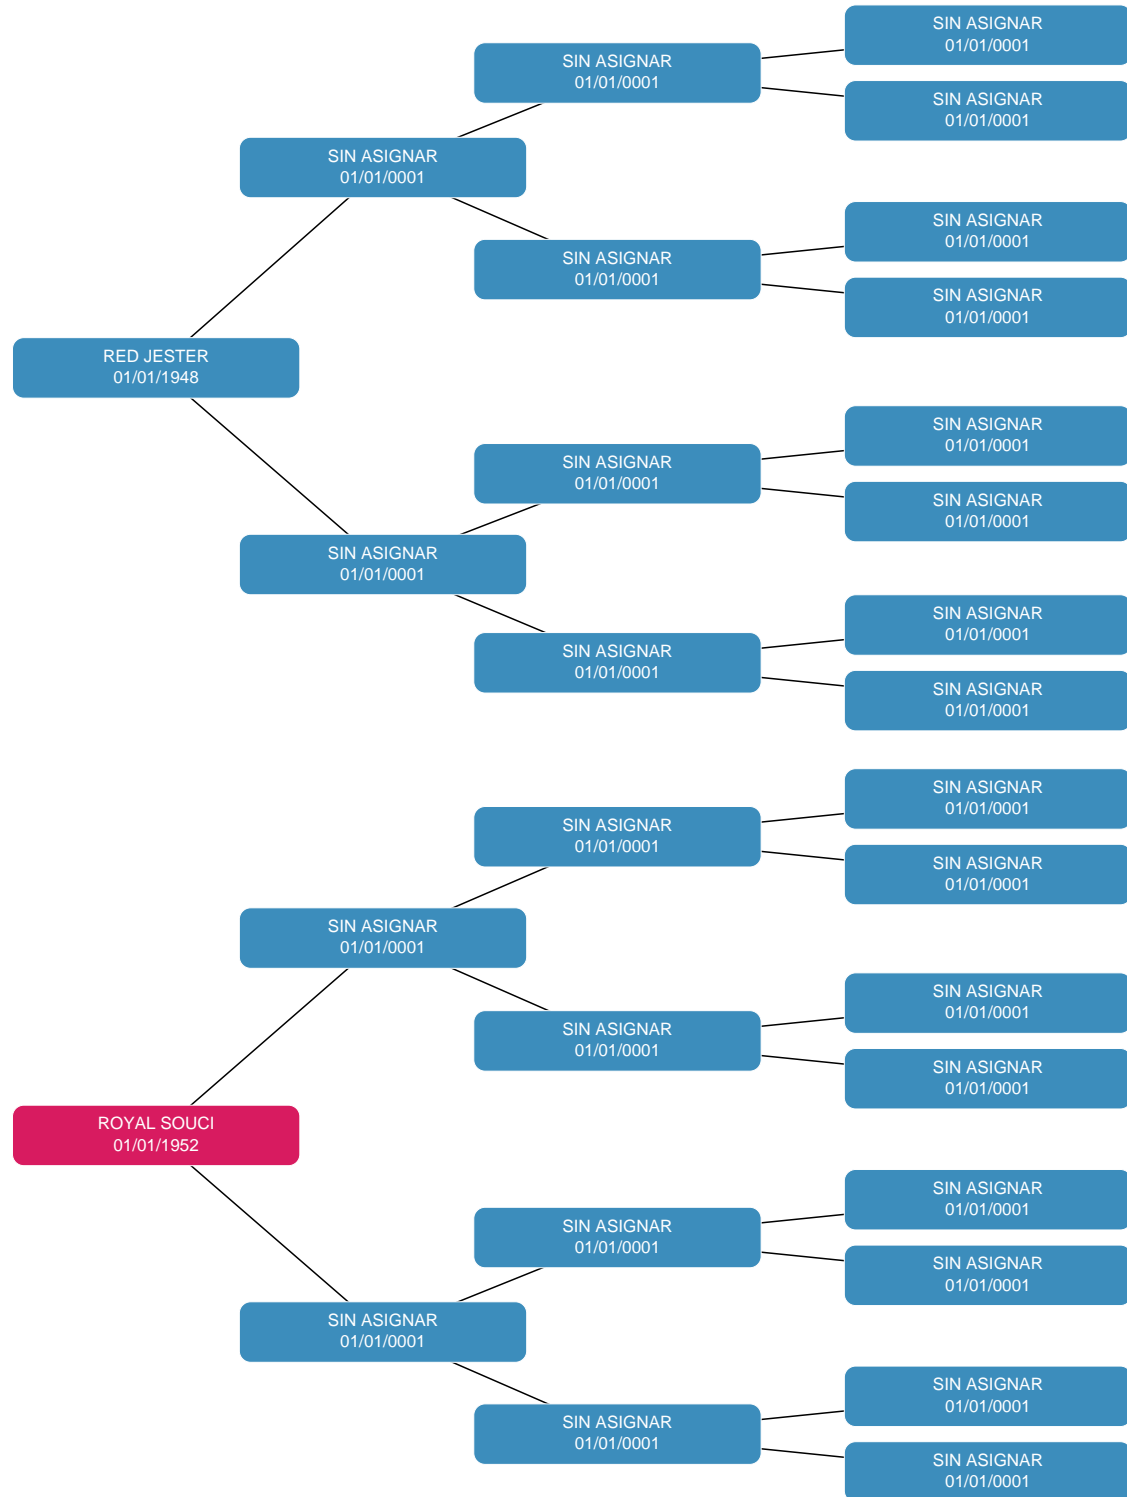 SIN ASIGNAR
01/01/0001
SIN ASIGNAR
01/01/0001
SIN ASIGNAR
01/01/0001
SIN ASIGNAR
01/01/0001
SIN ASIGNAR
01/01/0001
SIN ASIGNAR
01/01/0001
SIN ASIGNAR
01/01/0001
RED JESTER
01/01/1948
SIN ASIGNAR
01/01/0001
SIN ASIGNAR
01/01/0001
SIN ASIGNAR
01/01/0001
SIN ASIGNAR
01/01/0001
SIN ASIGNAR
01/01/0001
SIN ASIGNAR
01/01/0001
SIN ASIGNAR
01/01/0001
SIN ASIGNAR
01/01/0001
SIN ASIGNAR
01/01/0001
SIN ASIGNAR
01/01/0001
SIN ASIGNAR
01/01/0001
SIN ASIGNAR
01/01/0001
SIN ASIGNAR
01/01/0001
SIN ASIGNAR
01/01/0001
ROYAL SOUCI
01/01/1952
SIN ASIGNAR
01/01/0001
SIN ASIGNAR
01/01/0001
SIN ASIGNAR
01/01/0001
SIN ASIGNAR
01/01/0001
SIN ASIGNAR
01/01/0001
SIN ASIGNAR
01/01/0001
SIN ASIGNAR
01/01/0001